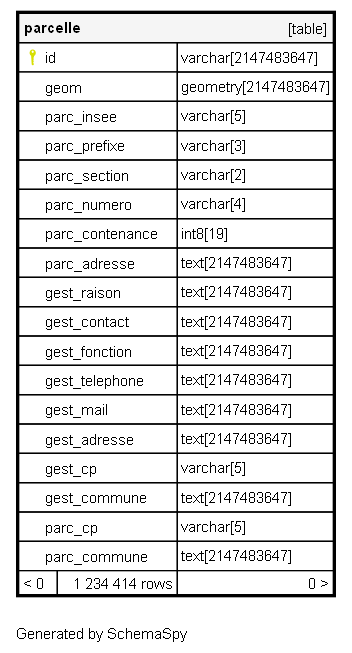 parcelle [table]
id varchar[2147483647]
geom geometry[2147483647]
parc_insee varchar[5]
parc_prefixe varchar[3]
parc_section varchar[2]
parc_numero varchar[4]
parc_contenance int8[19]
parc_adresse text[2147483647]
gest_raison text[2147483647]
gest_contact text[2147483647]
gest_fonction text[2147483647]
gest_telephone text[2147483647]
gest_mail text[2147483647]
gest_adresse text[2147483647]
gest_cp varchar[5]
gest_commune text[2147483647]
parc_cp varchar[5]
parc_commune text[2147483647]
< 0 1 234 414 rows 0 >
Generated by SchemaSpy